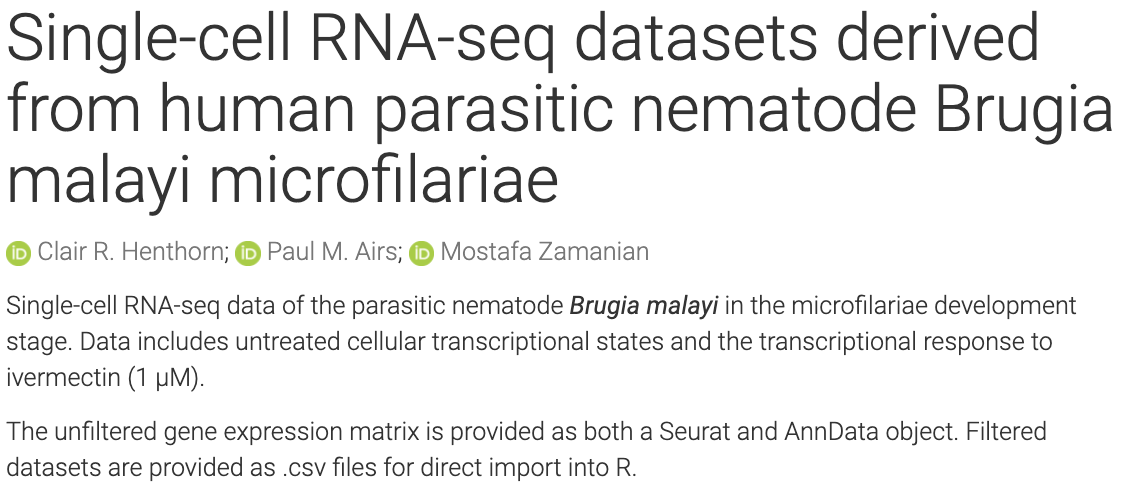 Single-cell RNA-seq datasets derived
from human parasitic nematode Brugia
malayi microfilariae
iD Clair R. Henthorn; iD Paul M. Airs; iD Mostafa Zamanian
Single-cell RNA-seq data of the parasitic nematode Brugia malayi in the microfilariae development
stage. Data includes untreated cellular transcriptional states and the transcriptional response to
ivermectin (1 µM).
The unfiltered gene expression matrix is provided as both a Seurat and AnnData object. Filtered
datasets are provided as .csv files for direct import into R.